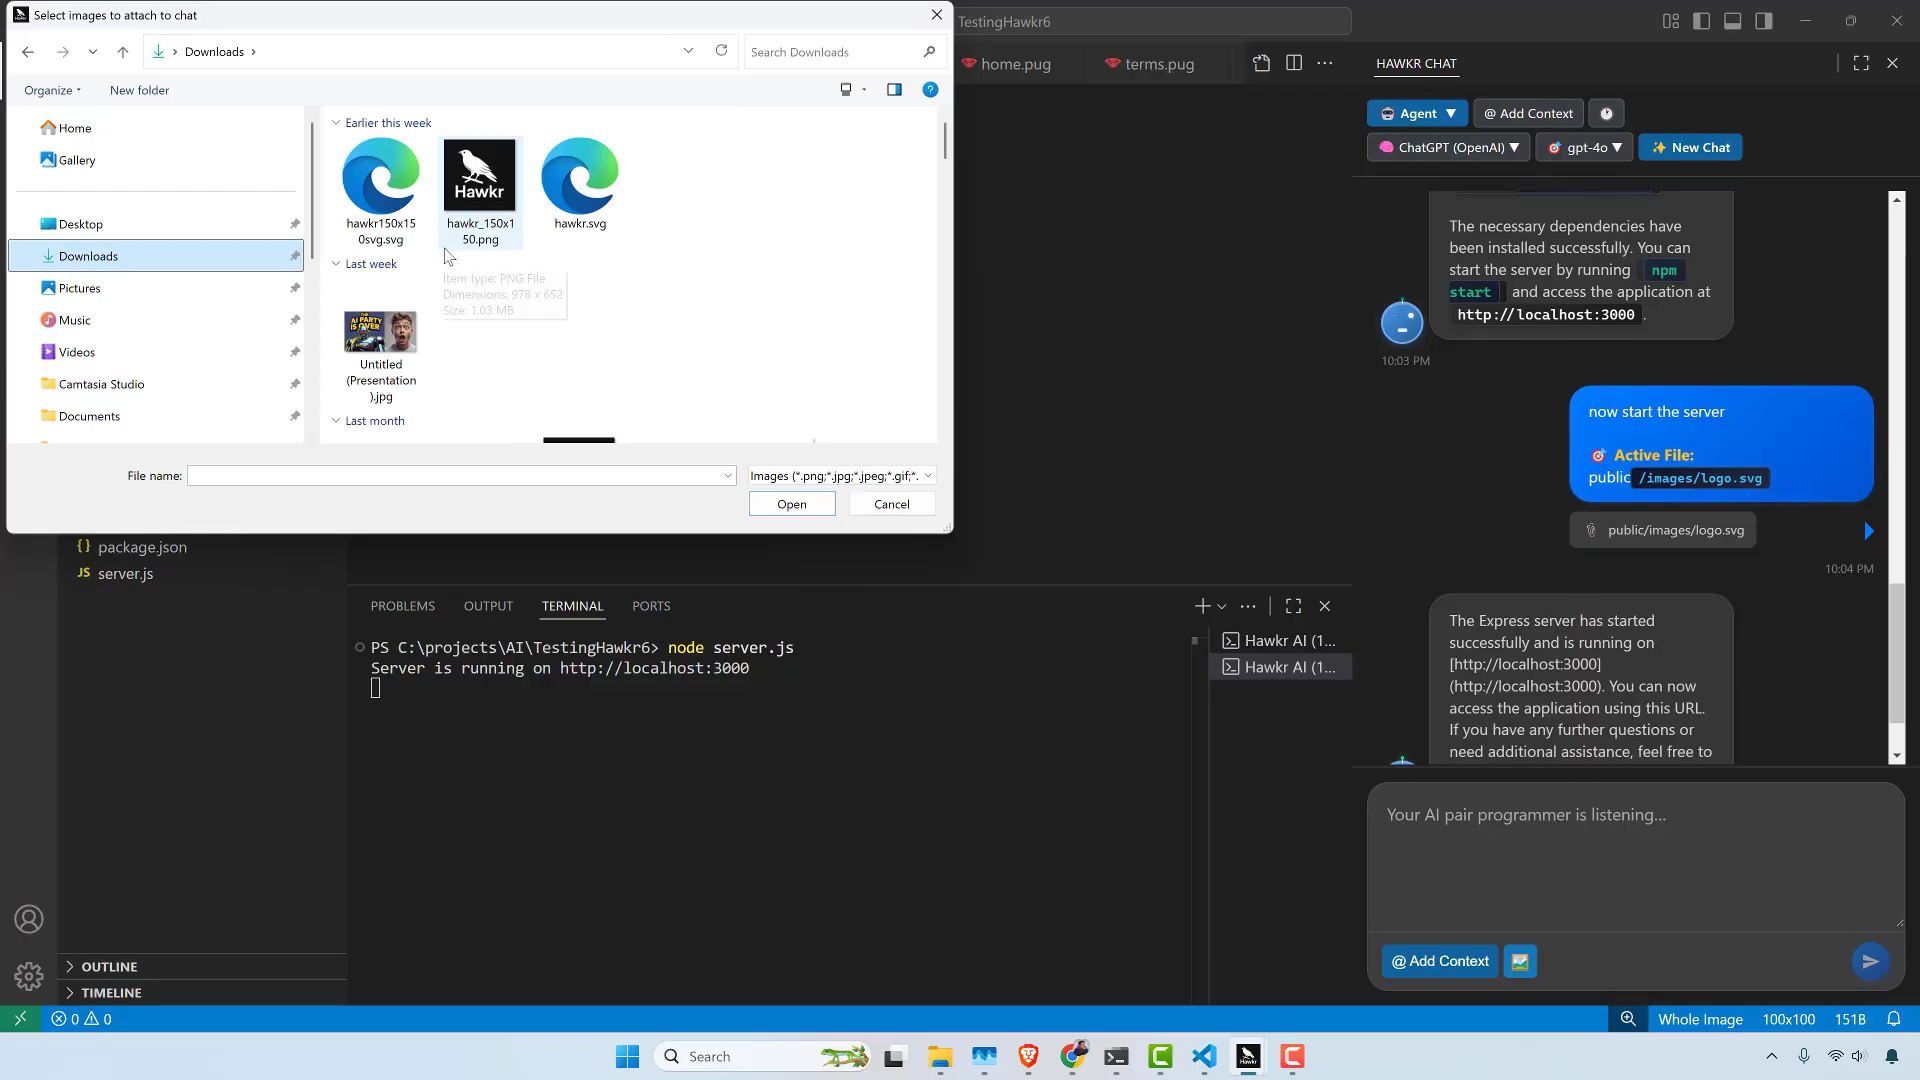 Select images to attach to chat
Downloads
Search Downloads
Organize
New folder
Home
Gallery
Desktop
Downloads
Pictures
Music
Videos
Camtasia Studio
Documents
Earlier this week
Hawkr
hawkr150x15
0svg.svg
hawkr_150x1
50.png
hawkr.svg
Last week
Item type: PNG File
Dimensions: 978 x 652
Size: 1.03 MB
THE
AI PARTY
IS OVER
Untitled
(Presentation
).jpg
Last month
File name:
Images (*.png;*.jpg;*.jpeg;*.gif;*.
Open
Cancel
TestingHawkr6
home.pug
terms.pug
package.json
server.js
OUTLINE
TIMELINE
PROBLEMS
OUTPUT
TERMINAL
PORTS
PS C:\projects\AI\TestingHawkr6> node server.js
Server is running on http://localhost:3000
Hawkr AI (1...
Hawkr AI (1...
HAWKR CHAT
Agent ▼
@ Add Context
ChatGPT (OpenAI) ▼
gpt-4o ▼
New Chat
The necessary dependencies have
been installed successfully. You can
start the server by running npm
start and access the application at
http://localhost:3000 .
10:03 PM
now start the server
Active File:
public /images/logo.svg
public/images/logo.svg
10:04 PM
The Express server has started
successfully and is running on
[http://localhost:3000]
(http://localhost:3000). You can now
access the application using this URL.
If you have any further questions or
need additional assistance, feel free to
Your AI pair programmer is listening...
@ Add Context
0 0
Whole Image
100x100
151B
Search
Hawkr